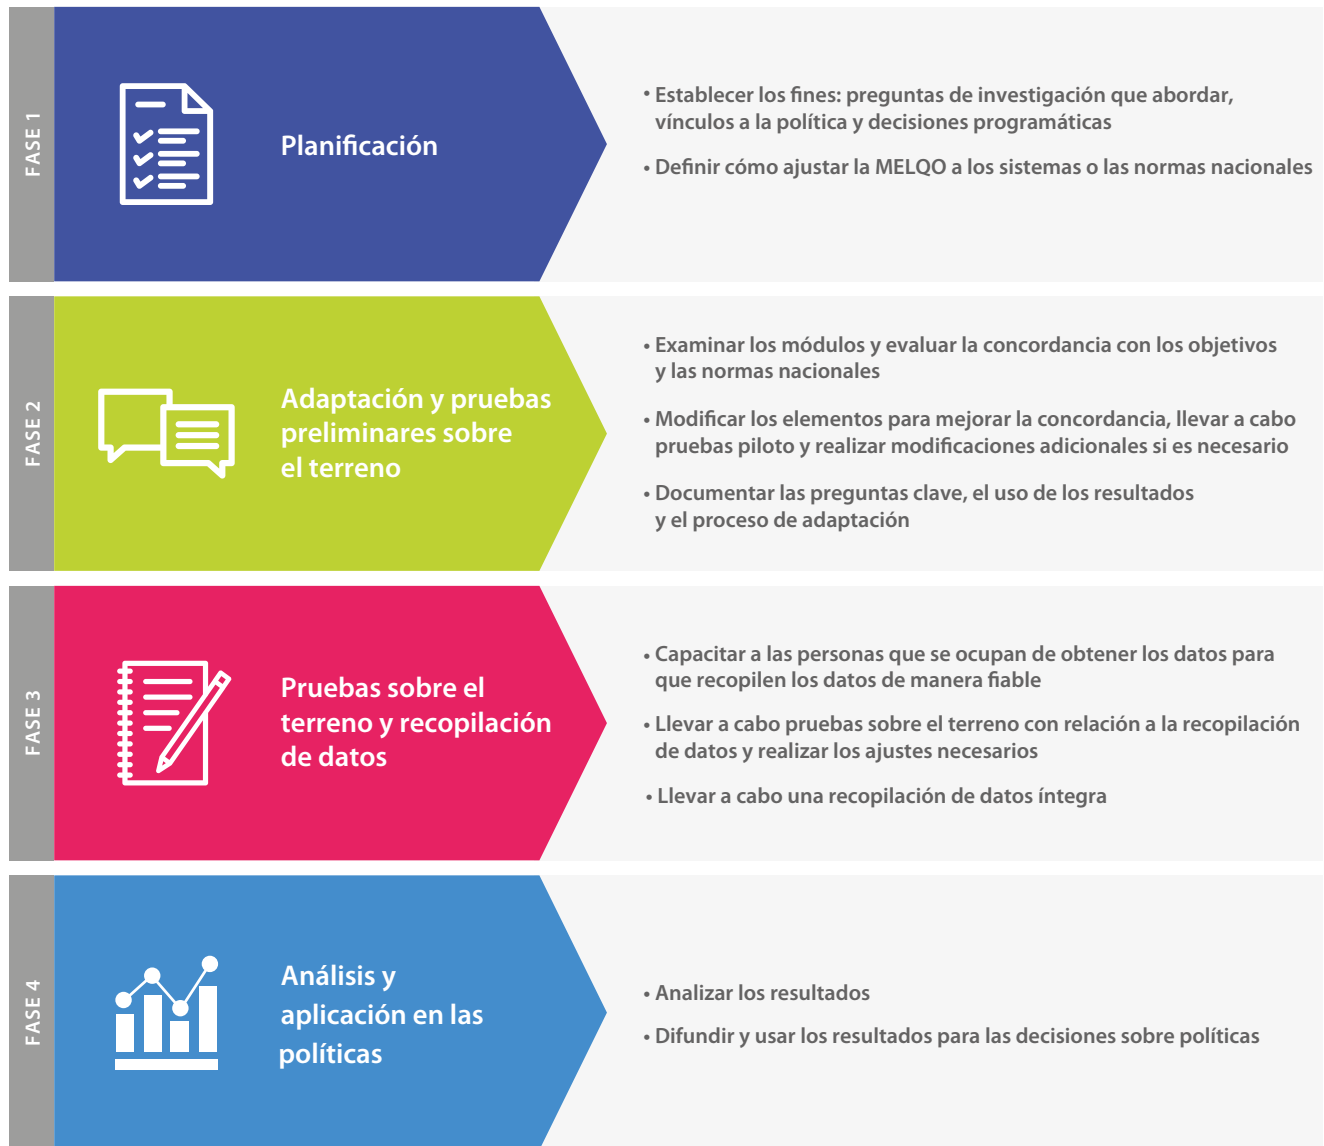 FASE 1
Planificación
• Establecer los fines: preguntas de investigación que abordar,
vínculos a la política y decisiones programáticas
• Definir cómo ajustar la MELQO a los sistemas o las normas nacionales
FASE 2
Adaptación y pruebas
preliminares sobre
el terreno
• Examinar los módulos y evaluar la concordancia con los objetivos
y las normas nacionales
• Modificar los elementos para mejorar la concordancia, llevar a cabo
pruebas piloto y realizar modificaciones adicionales si es necesario
• Documentar las preguntas clave, el uso de los resultados
y el proceso de adaptación
FASE 3
Pruebas sobre el
terreno y recopilación
de datos
• Capacitar a las personas que se ocupan de obtener los datos para
que recopilen los datos de manera fiable
• Llevar a cabo pruebas sobre el terreno con relación a la recopilación
de datos y realizar los ajustes necesarios
• Llevar a cabo una recopilación de datos íntegra
FASE 4
Análisis y
aplicación en las
políticas
• Analizar los resultados
• Difundir y usar los resultados para las decisiones sobre políticas